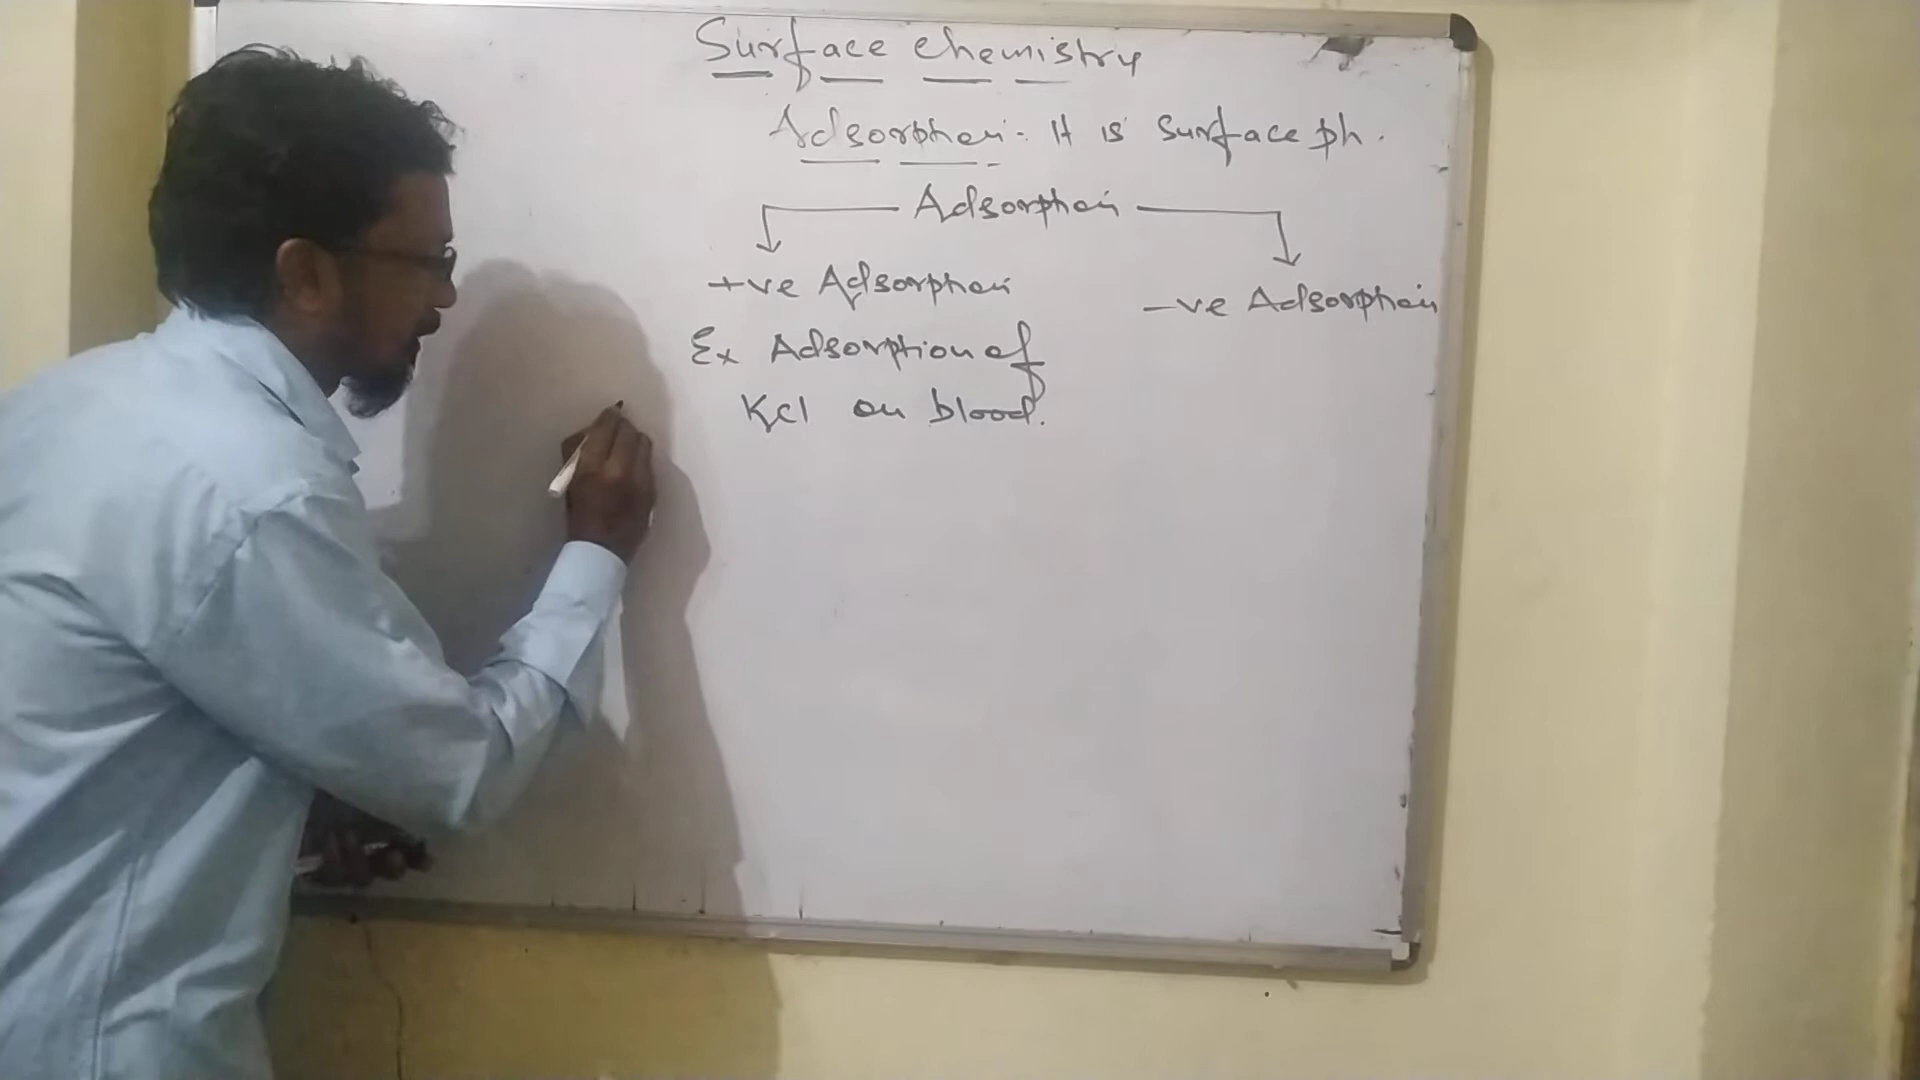 Surface chemistry
Adsorption:- It is surface ph.
Adsorption
+ve Adsorption
-ve Adsorption
Ex Adsorption of
KCl on blood.